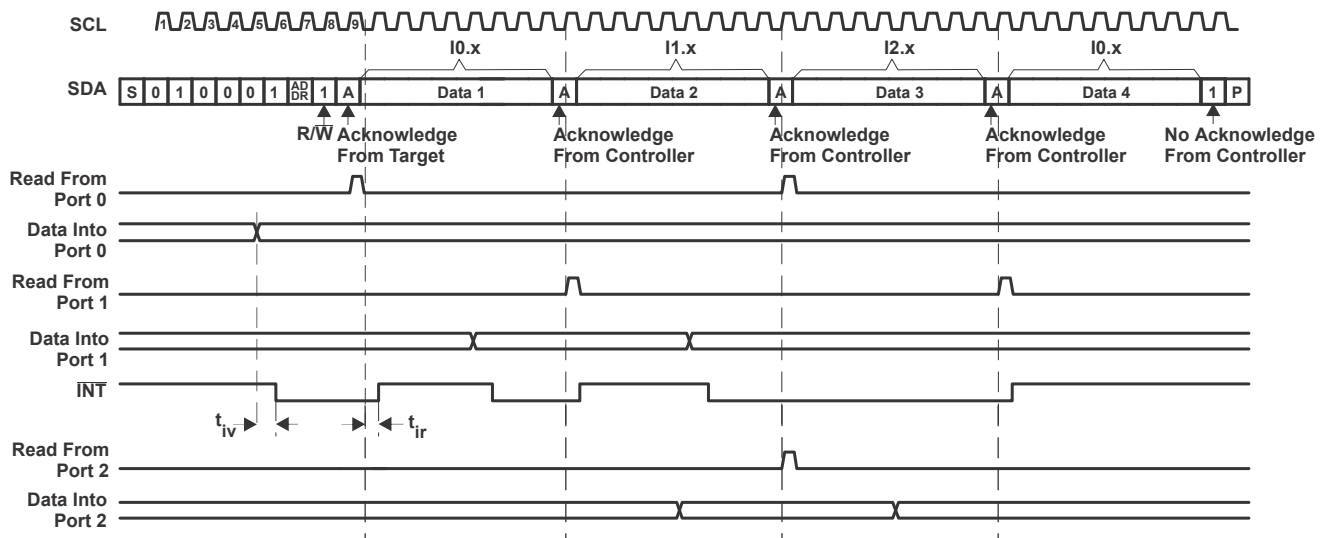 SCL
1 2 3 4 5 6 7 8 9
I0.x I1.x I2.x I0.x
SDA
S 0 1 0 0 0 1 AD DR 1 A Data 1 A Data 2 A Data 3 A Data 4 1 P
R/W
Acknowledge
From Target
Acknowledge
From Controller
Acknowledge
From Controller
Acknowledge
From Controller
No Acknowledge
From Controller
Read From
Port 0
Data Into
Port 0
Read From
Port 1
Data Into
Port 1
INT
tiv
tir
Read From
Port 2
Data Into
Port 2